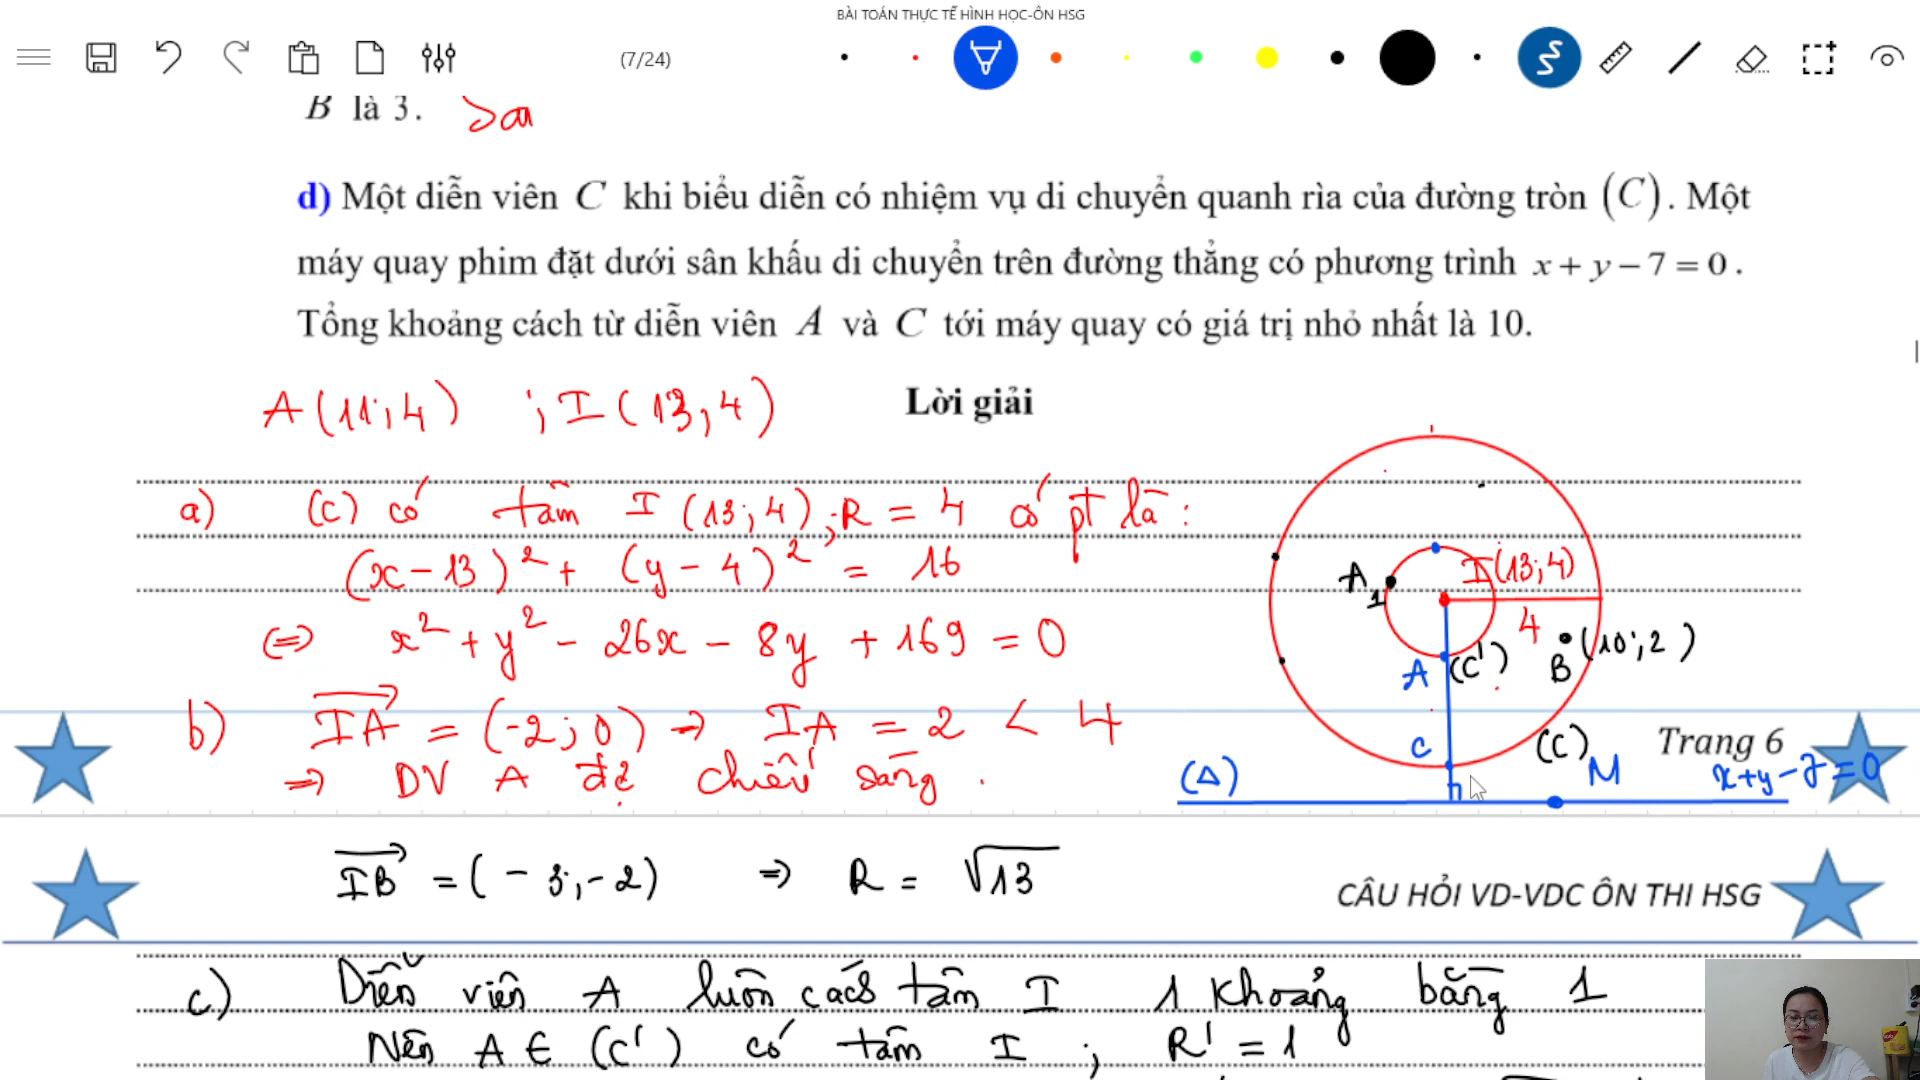 BÀI TOÁN THỰC TẾ HÌNH HỌC-ÔN HSG
(7/24)
B là 3.
d) Một diễn viên C khi biểu diễn có nhiệm vụ di chuyển quanh rìa của đường tròn (C). Một
máy quay phim đặt dưới sân khấu di chuyển trên đường thẳng có phương trình x + y − 7 = 0.
Tổng khoảng cách từ diễn viên A và C tới máy quay có giá trị nhỏ nhất là 10.
A(11;4) ; I(13;4)
Lời giải
a) (C) có tâm I (13;4); R = 4 có pt là:
(x − 13)² + (y − 4)² = 16
⇔ x² + y² − 26x − 8y + 169 = 0
b) IA = (−2;0) ⇒ IA = 2 < 4
⇒ DV A đc chiếu sáng.
I(13;4)
A
4
A
(C')
B
(10;2)
C
(C)
M
(Δ)
x+y−7=0
Trang 6
IB = (−3;−2) ⇒ R = √13
CÂU HỎI VD-VDC ÔN THI HSG
c) Diễn viên A luôn cách tâm I 1 khoảng bằng 1
Nên A ∈ (C') có tâm I ; R' = 1